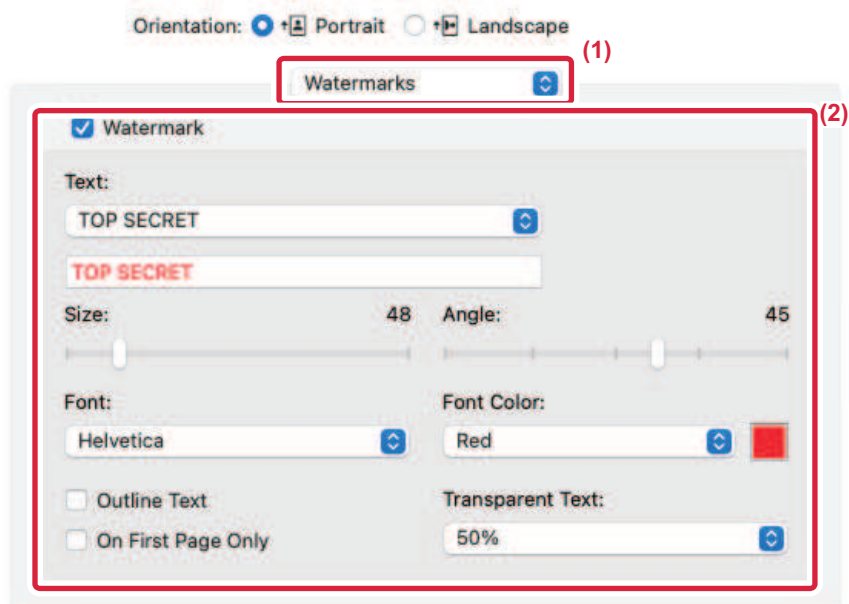 Orientation: Portrait Landscape
(1)
Watermarks
(2)
Watermark
Text:
TOP SECRET
TOP SECRET
Size: 48 Angle: 45
Font: Font Color:
Helvetica Red
Outline Text Transparent Text:
On First Page Only 50%